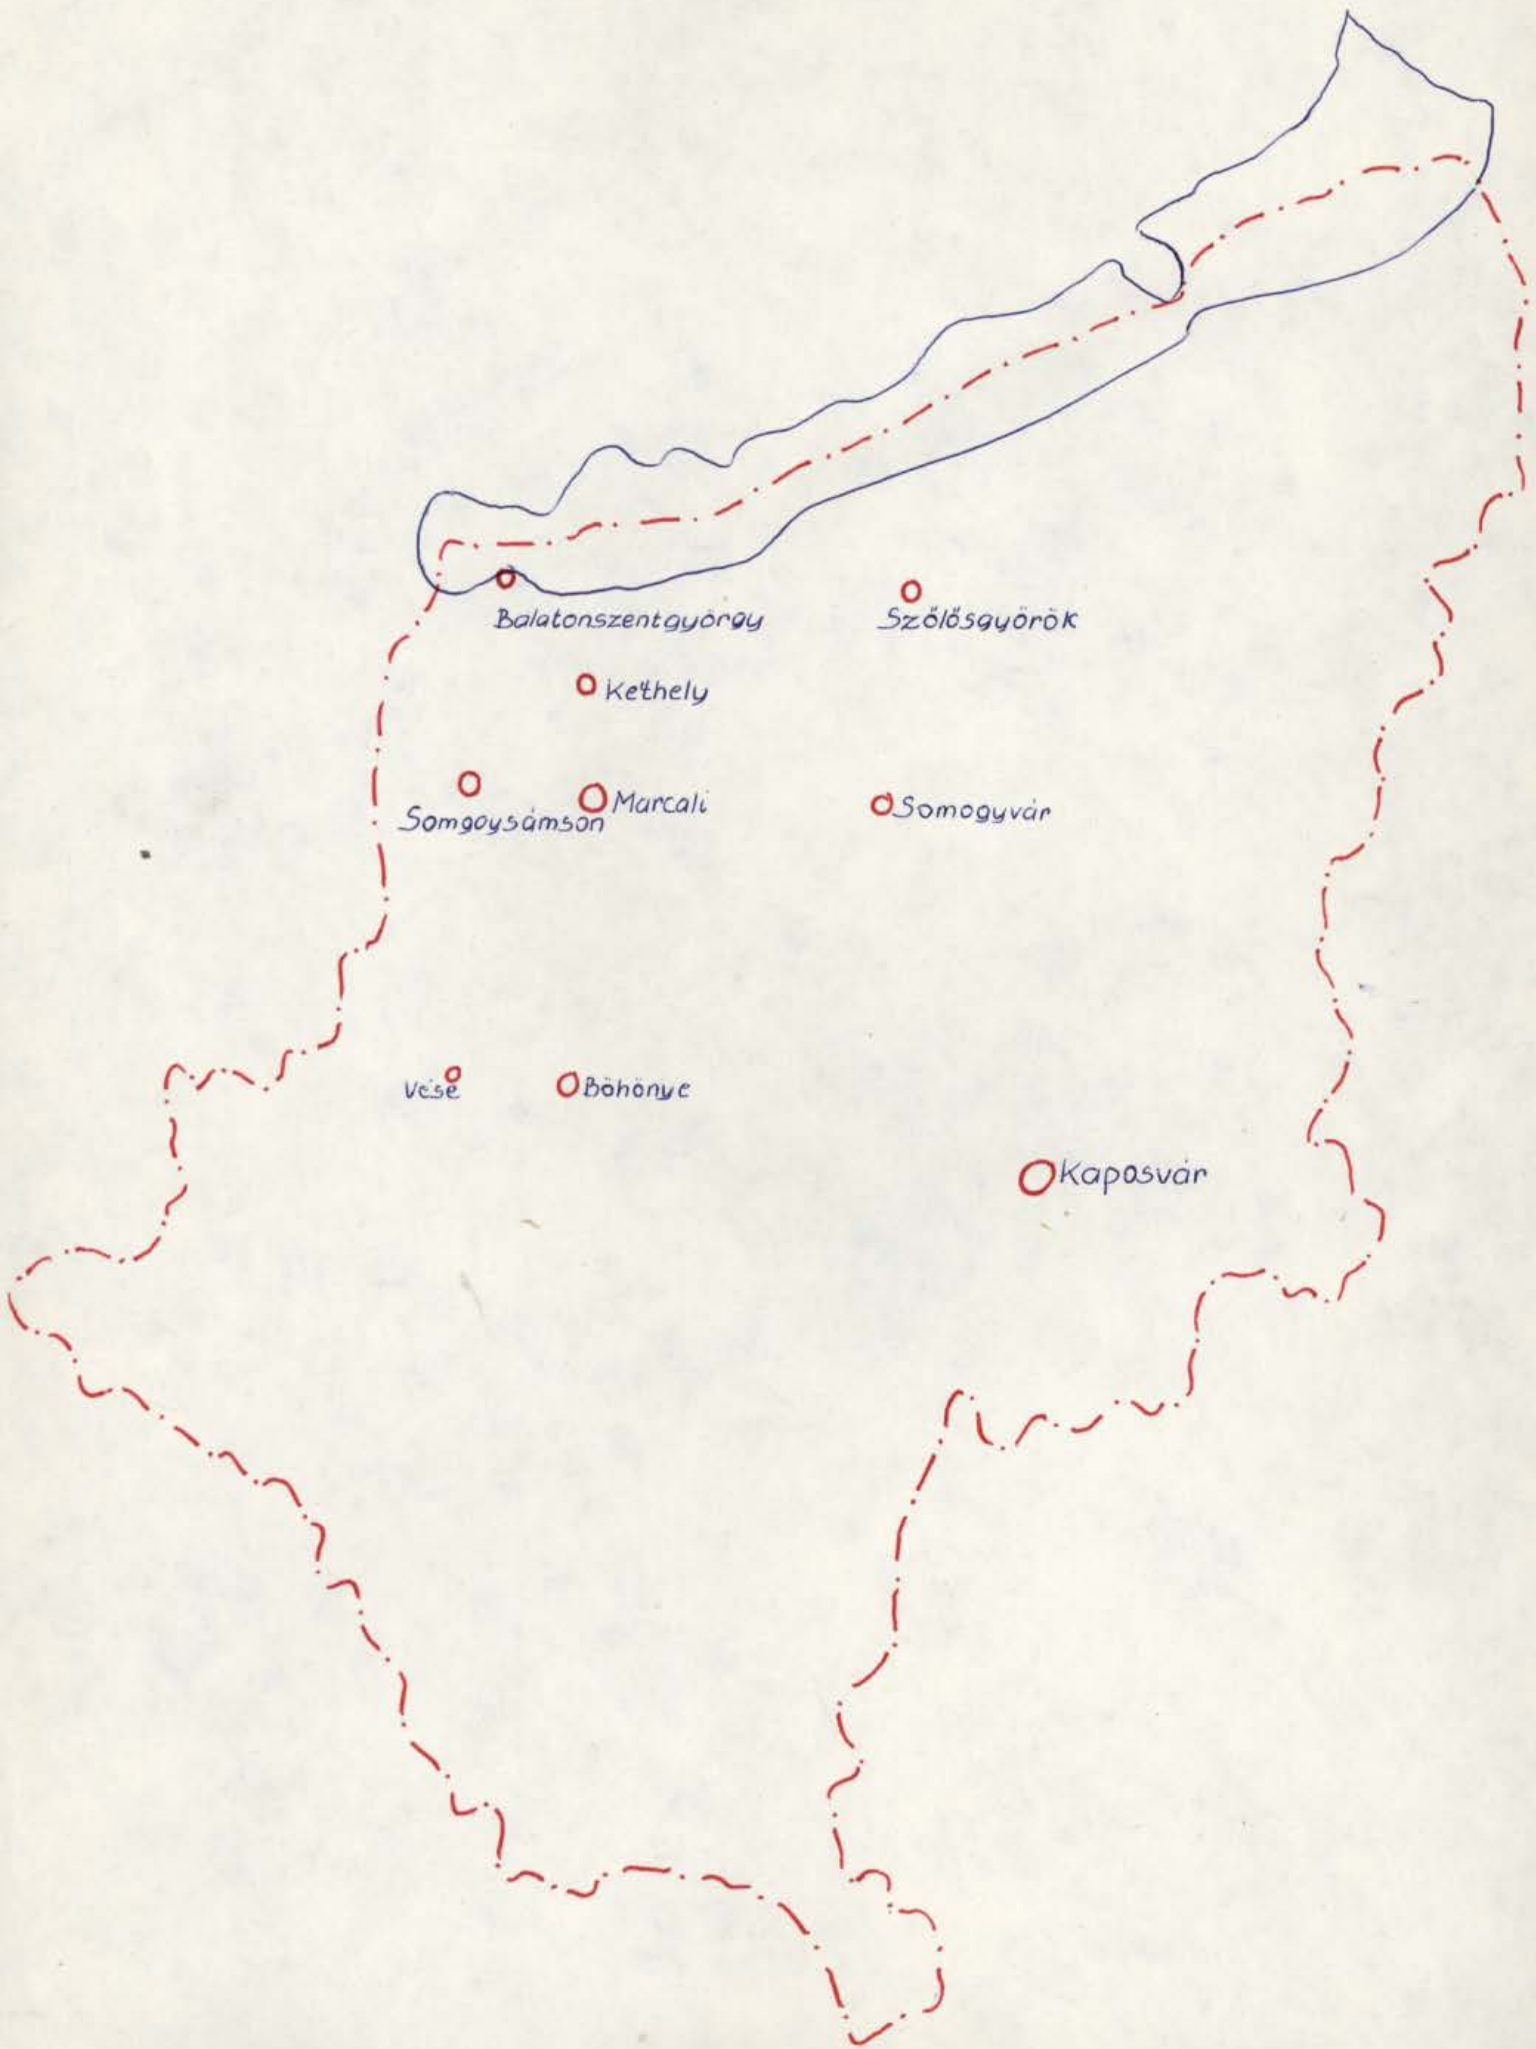 Balatonszentgyörgy
Szőlősgyörök
Kéthely
Somgoysámson
Marcali
Somogyvár
Vése
Böhönye
Kaposvár